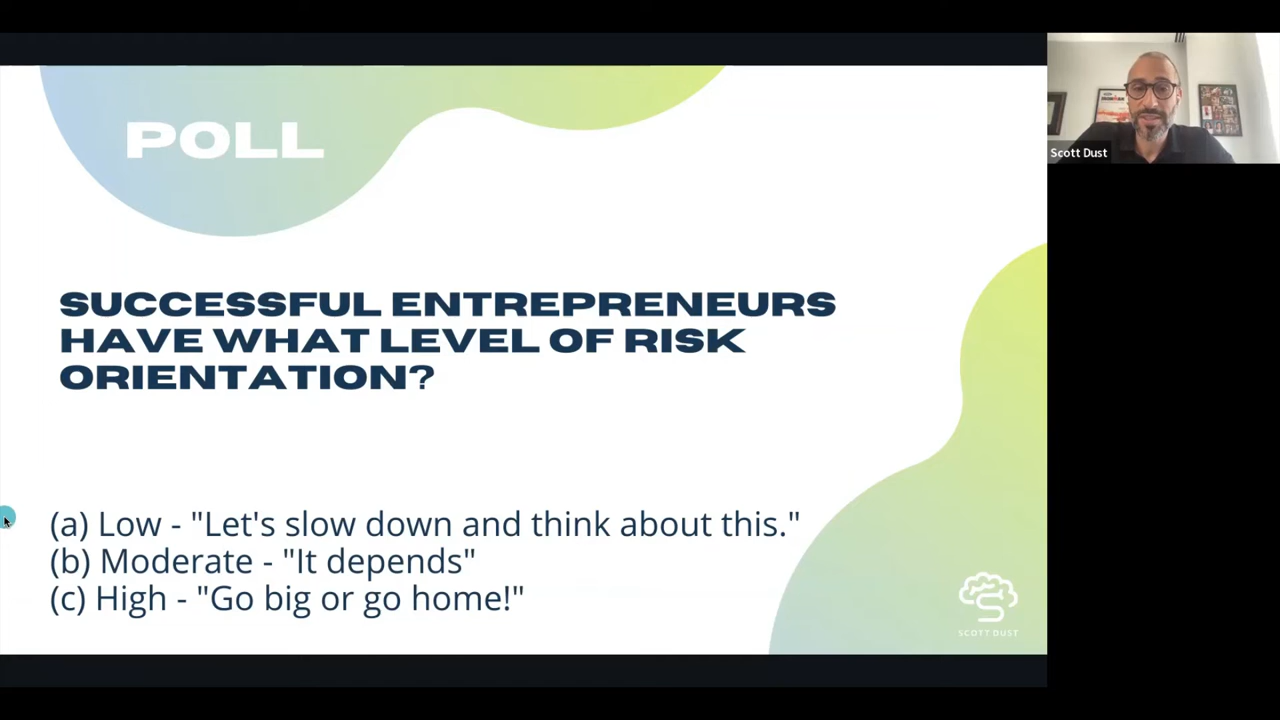 POLL
SUCCESSFUL ENTREPRENEURS
HAVE WHAT LEVEL OF RISK
ORIENTATION?
(a) Low - "Let's slow down and think about this."
(b) Moderate - "It depends"
(c) High - "Go big or go home!"
SCOTT DUST
Scott Dust